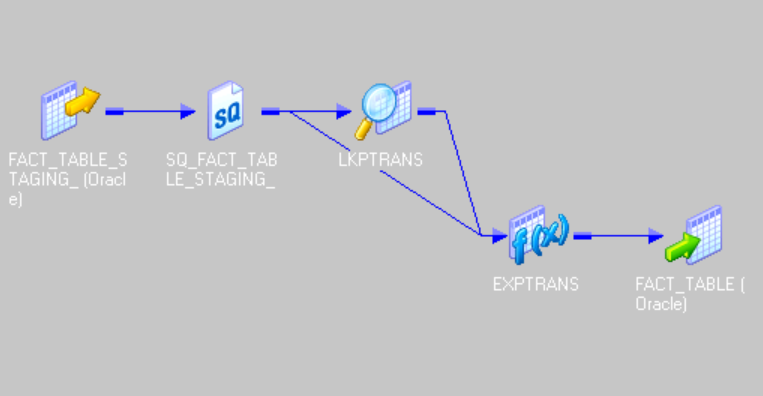 FACT_TABLE_S
TAGING_ (Oracl
e)
SQ
SQ_FACT_TAB
LE_STAGING_
LKPTRANS
f(x)
EXPTRANS
FACT_TABLE (
Oracle)